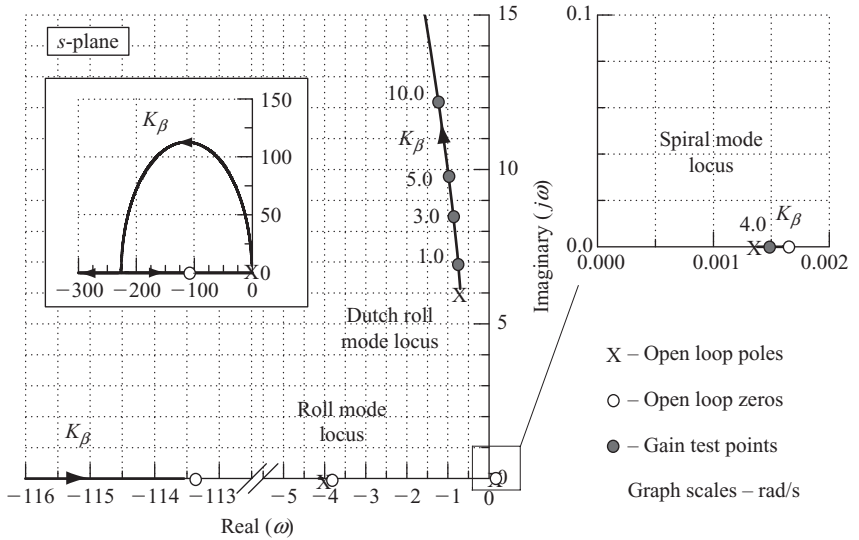 s-plane
K_β
150
100
50
0
−300
−200
−100
0
15
10
5
0
10.0
K_β
5.0
3.0
1.0
Imaginary (jω)
Dutch roll
mode locus
Roll mode
locus
K_β
−116
−115
−114
−113
−5
−4
−3
−2
−1
0
Real (ω)
0.1
0.0
Spiral mode
locus
4.0
K_β
0.000
0.001
0.002
X – Open loop poles
– Open loop zeros
– Gain test points
Graph scales – rad/s